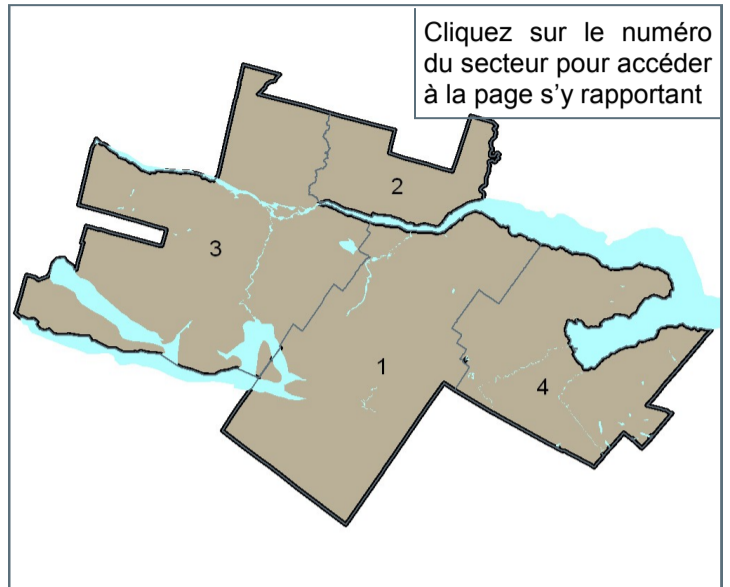 Cliquez sur le numéro
du secteur pour accéder
à la page s’y rapportant
2
3
1
4